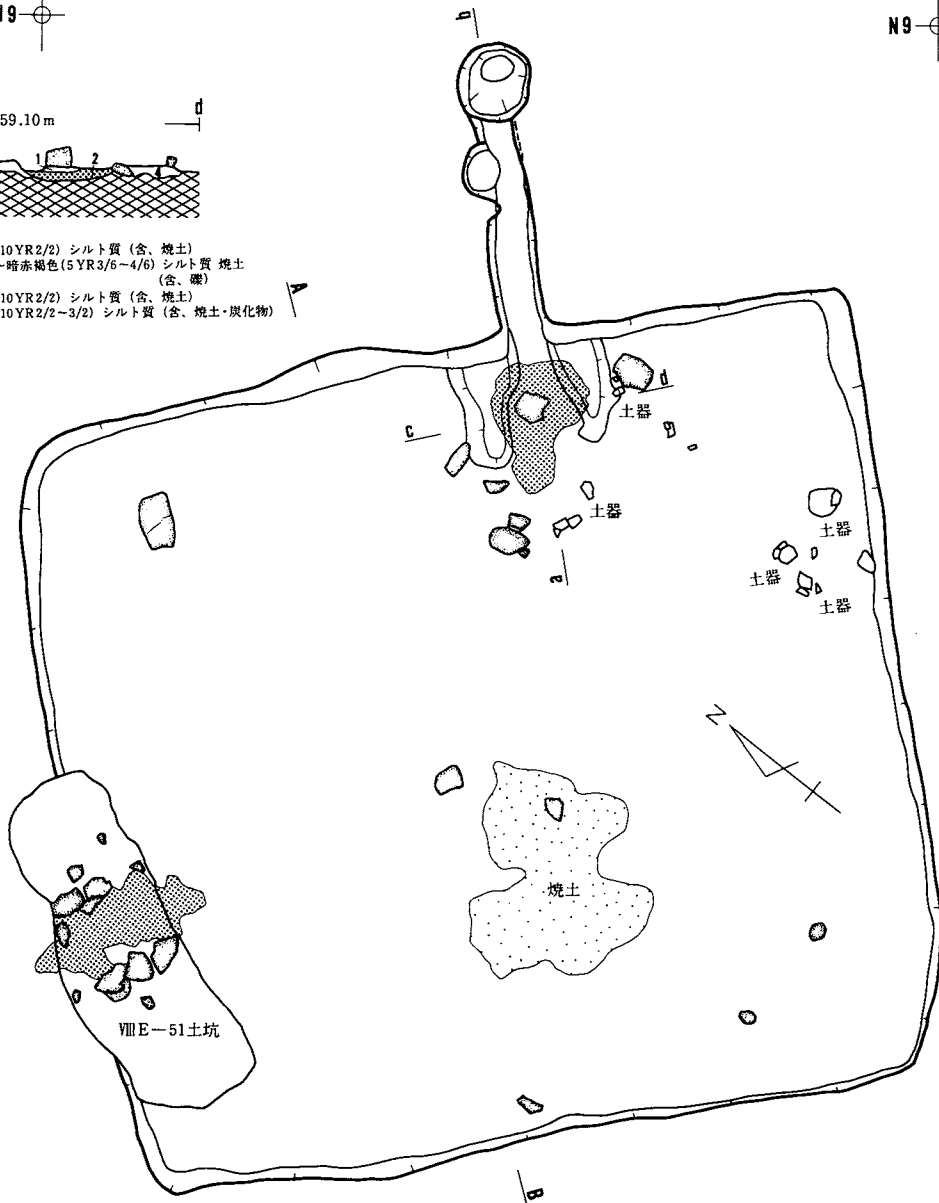 N9
59.10m
d
1 2 4
10YR2/2) シルト質 (含、焼土)
~暗赤褐色(5YR3/6~4/6) シルト質 焼土
(含、礫)
10YR2/2) シルト質 (含、焼土)
10YR2/2~3/2) シルト質 (含、焼土・炭化物)
b
A
d
土器
c
土器
a
土器
土器
土器
Z
焼土
ⅧE-51土坑
B